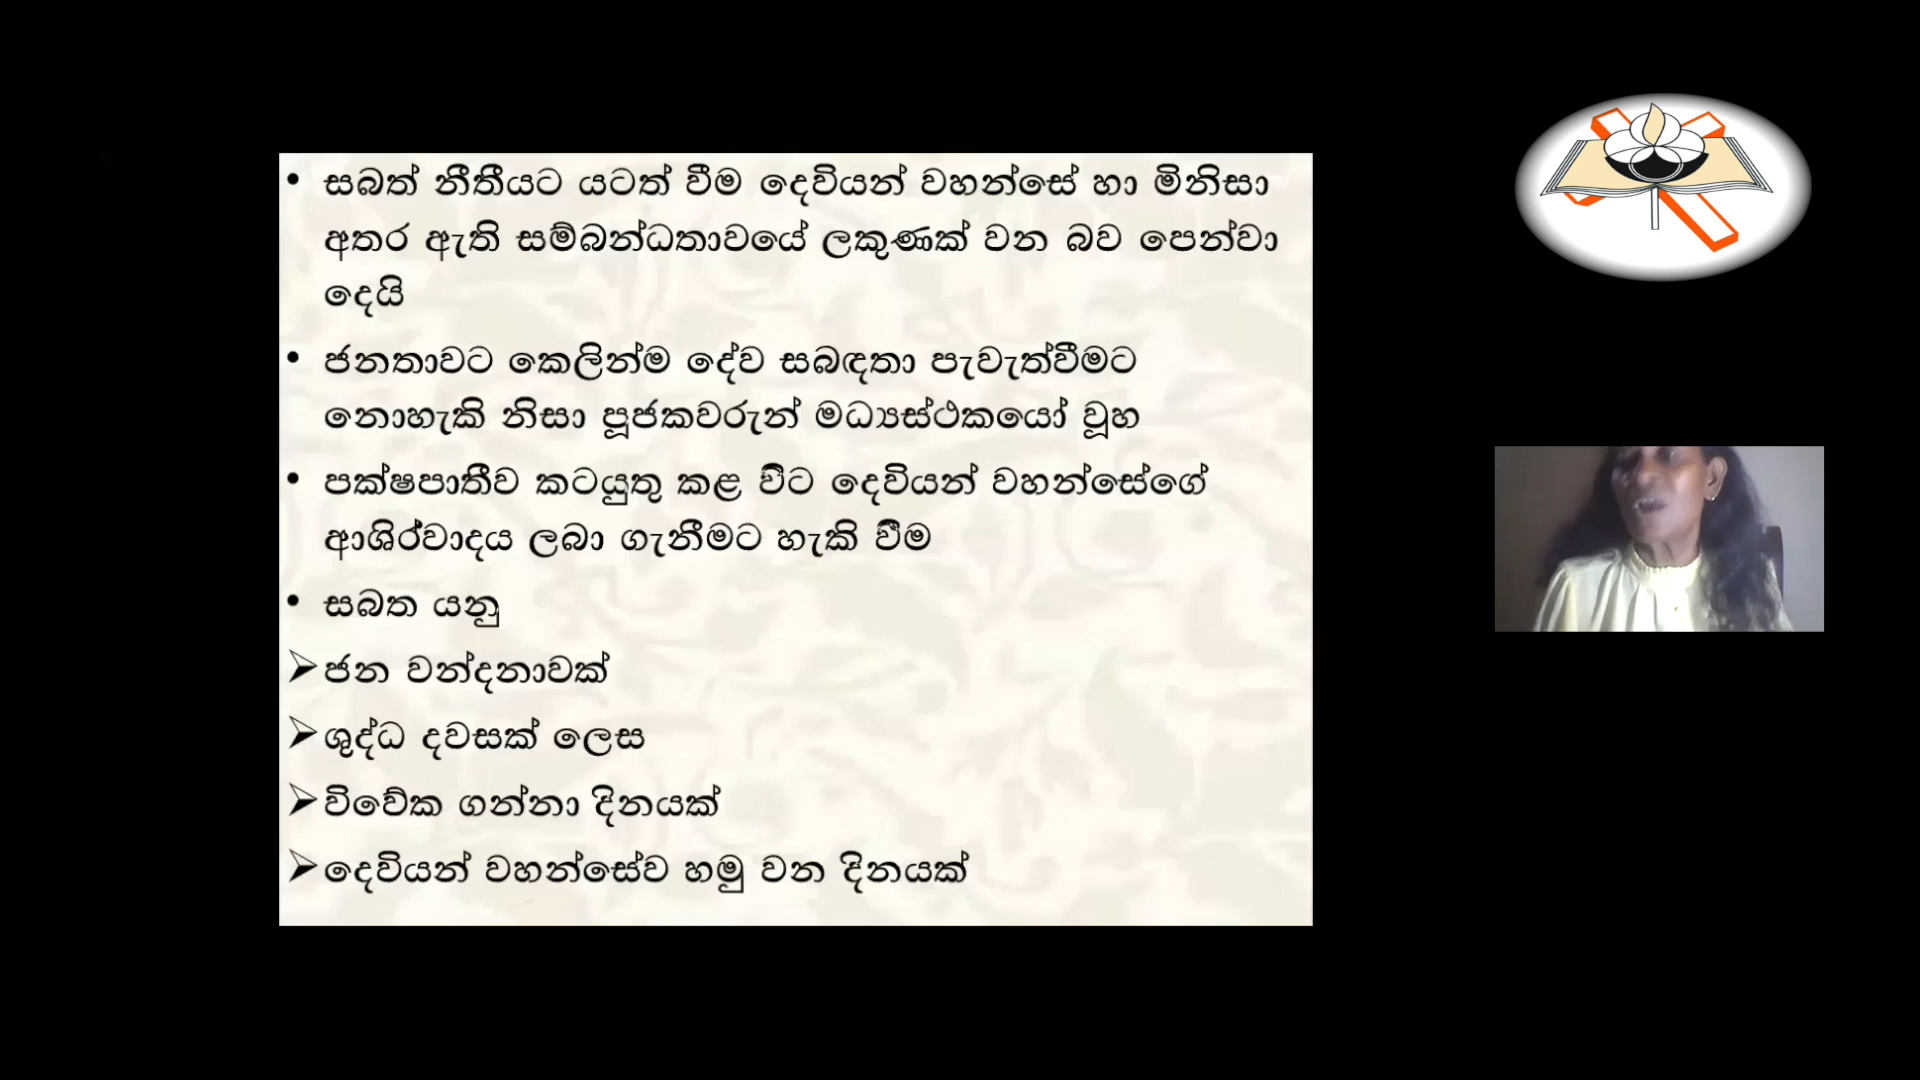 • සබත් නීතීයට යටත් වීම දෙවියන් වහන්සේ හා මිනිසා
අතර ඇති සම්බන්ධතාවයේ ලකුණක් වන බව පෙන්වා
දෙයි
• ජනතාවට කෙලින්ම දේව සබඳතා පැවැත්වීමට
නොහැකි නිසා පූජකවරුන් මධ්‍යස්ථකයෝ වූහ
• පක්ෂපාතීව කටයුතු කළ විට දෙවියන් වහන්සේගේ
ආශිර්වාදය ලබා ගැනීමට හැකි වීම
• සබත යනු
➢ ජන වන්දනාවක්
➢ ශුද්ධ දවසක් ලෙස
➢ විවේක ගන්නා දිනයක්
➢ දෙවියන් වහන්සේව හමු වන දිනයක්